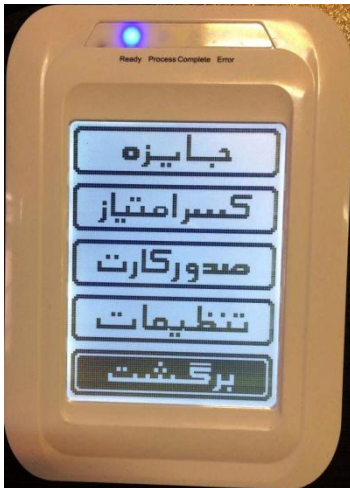 Ready Process Complete Error
جایزه
کسر امتیاز
صدور کارت
تنظیمات
برگشت